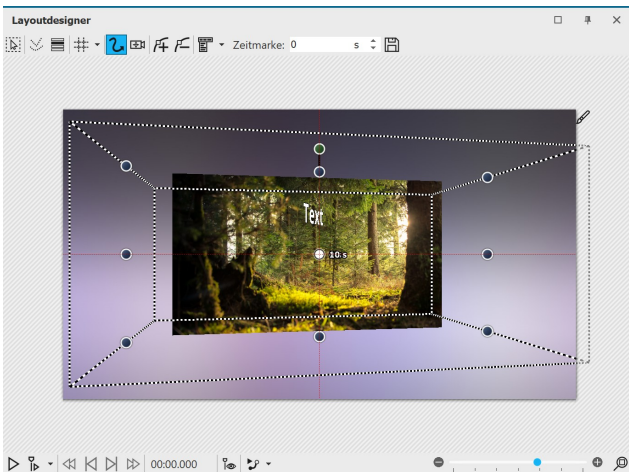 Layoutdesigner
Zeitmarke: 0 s
Text
10 s
00:00.000